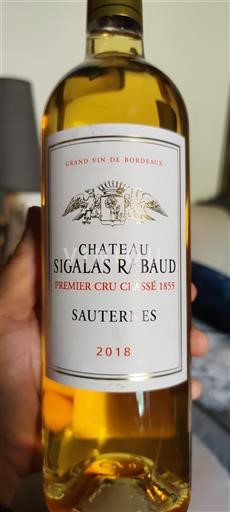 GRAND VIN DE BORDEAUX
CHATEAU
SIGALAS RABAUD
PREMIER CRU CLASSÉ 1855
SAUTERNES
2018